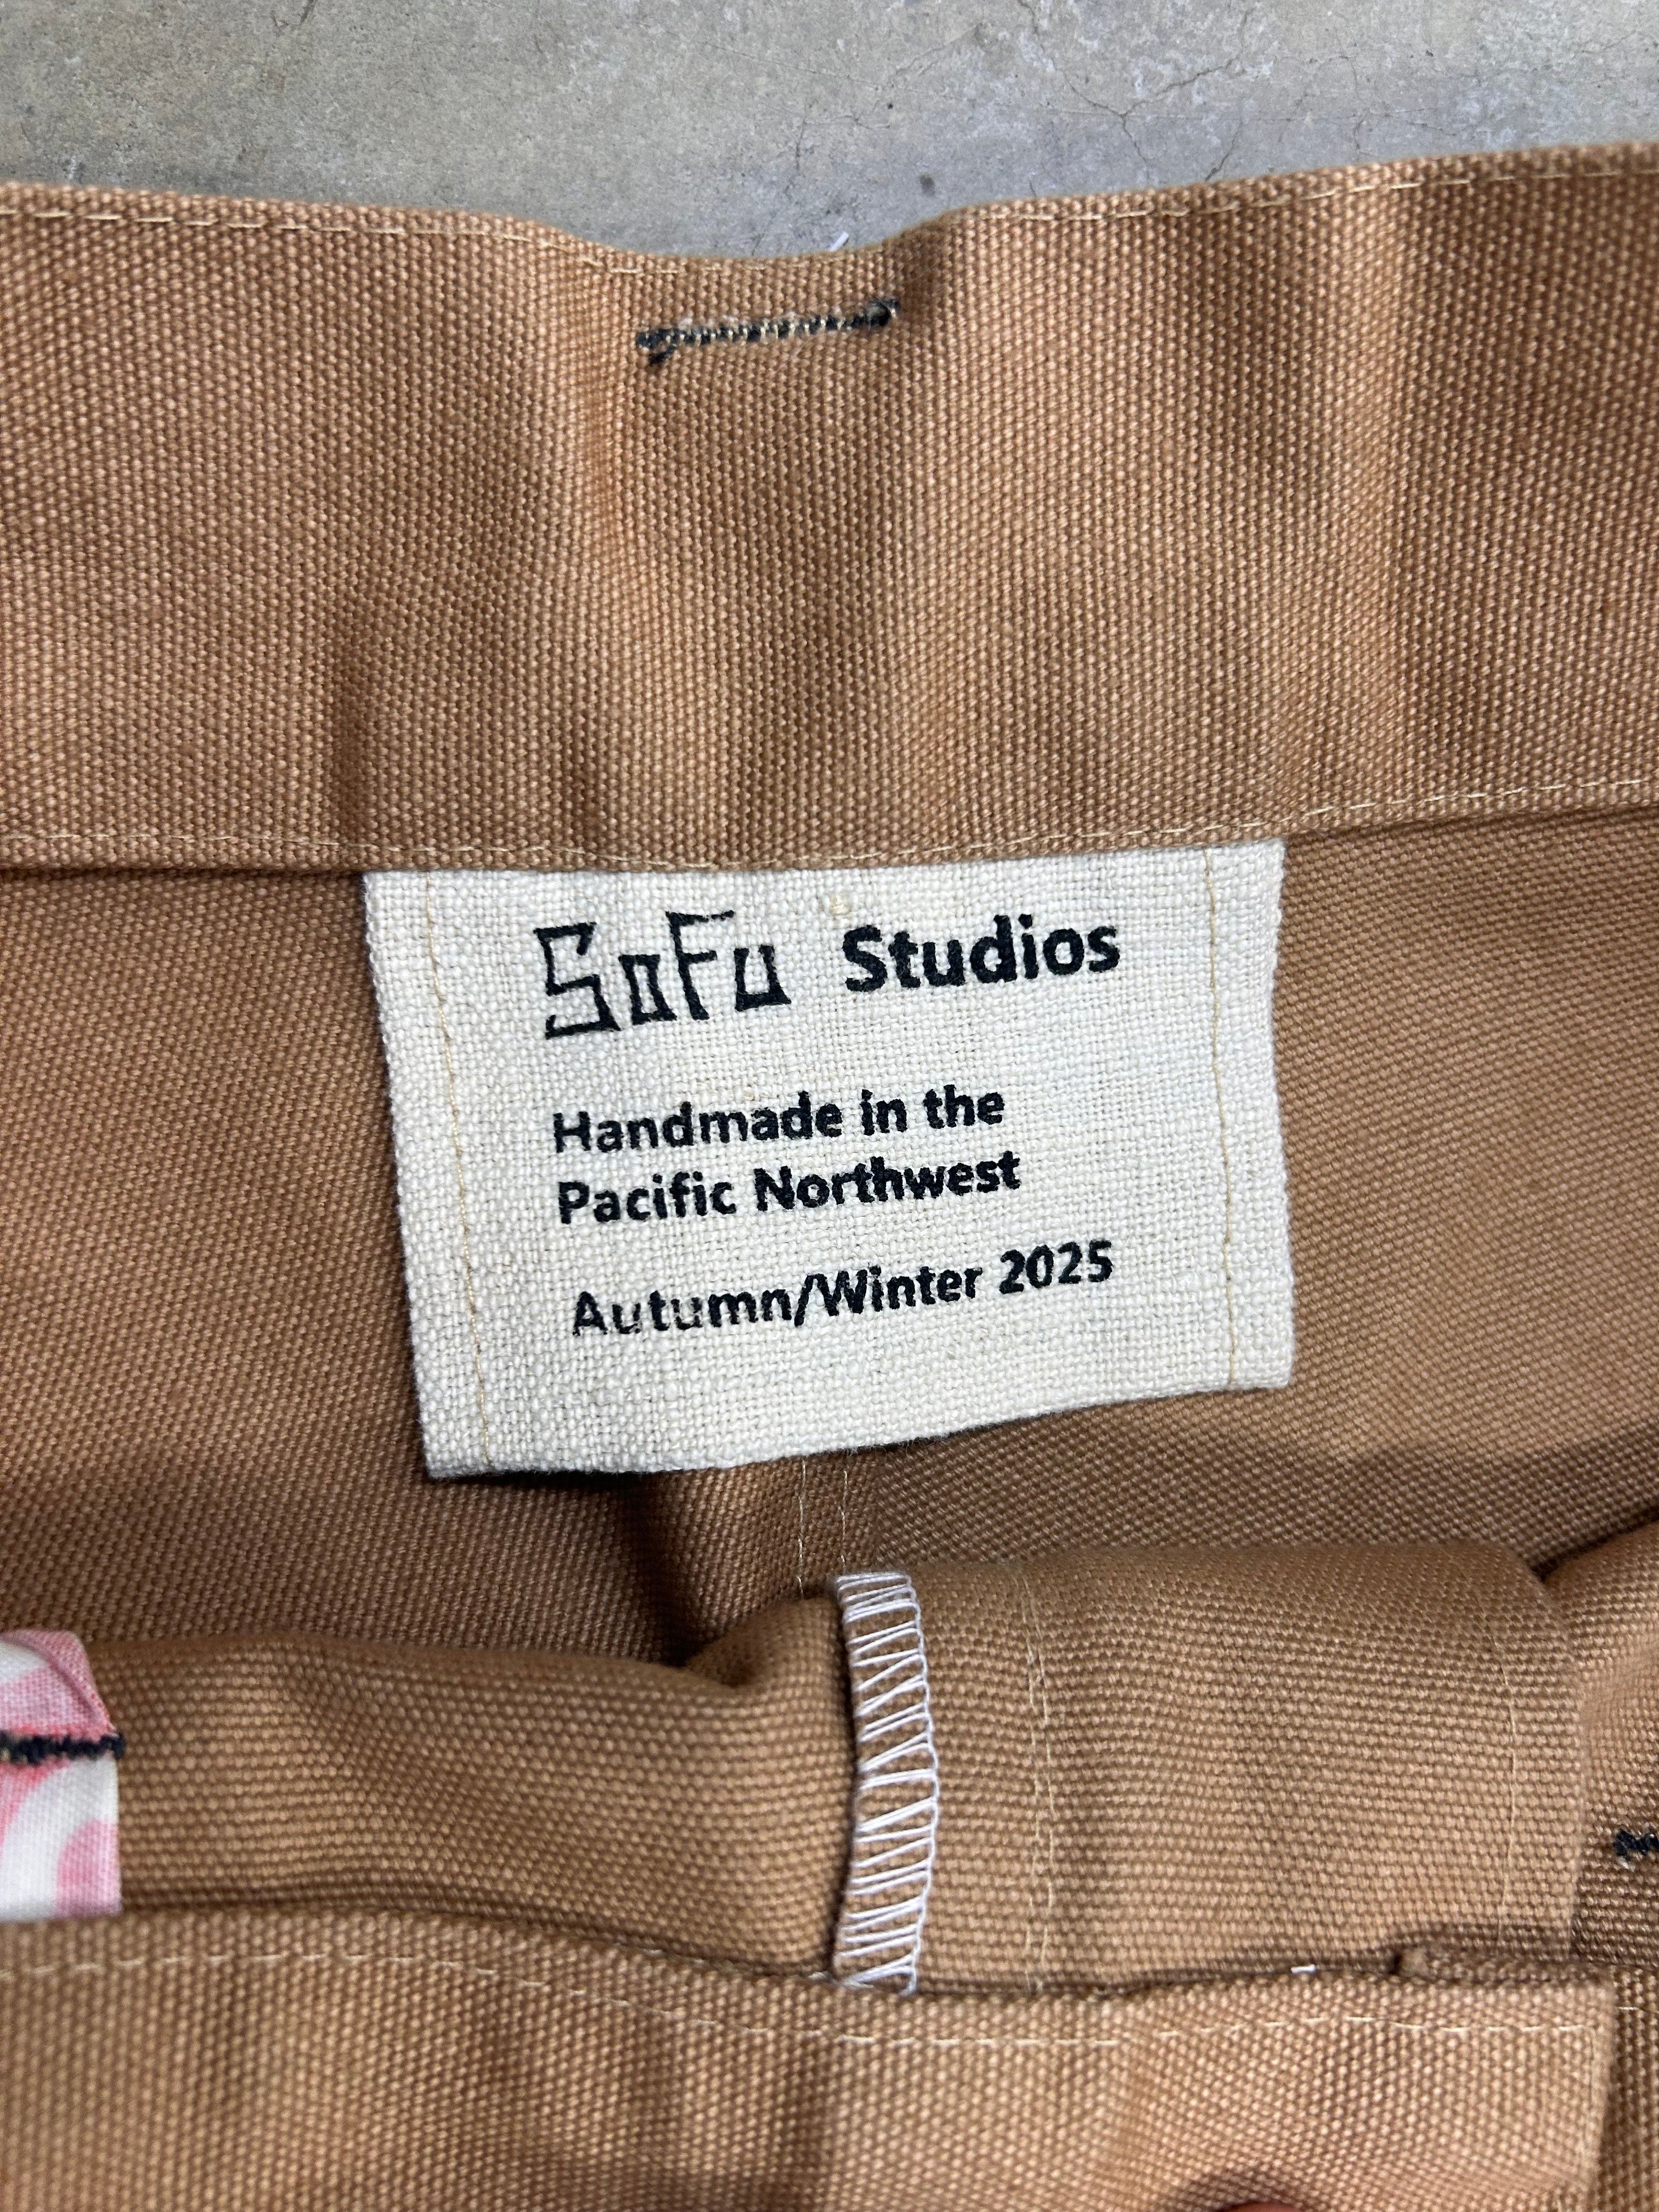 SoFu Studios
Handmade in the
Pacific Northwest
Autumn/Winter 2025